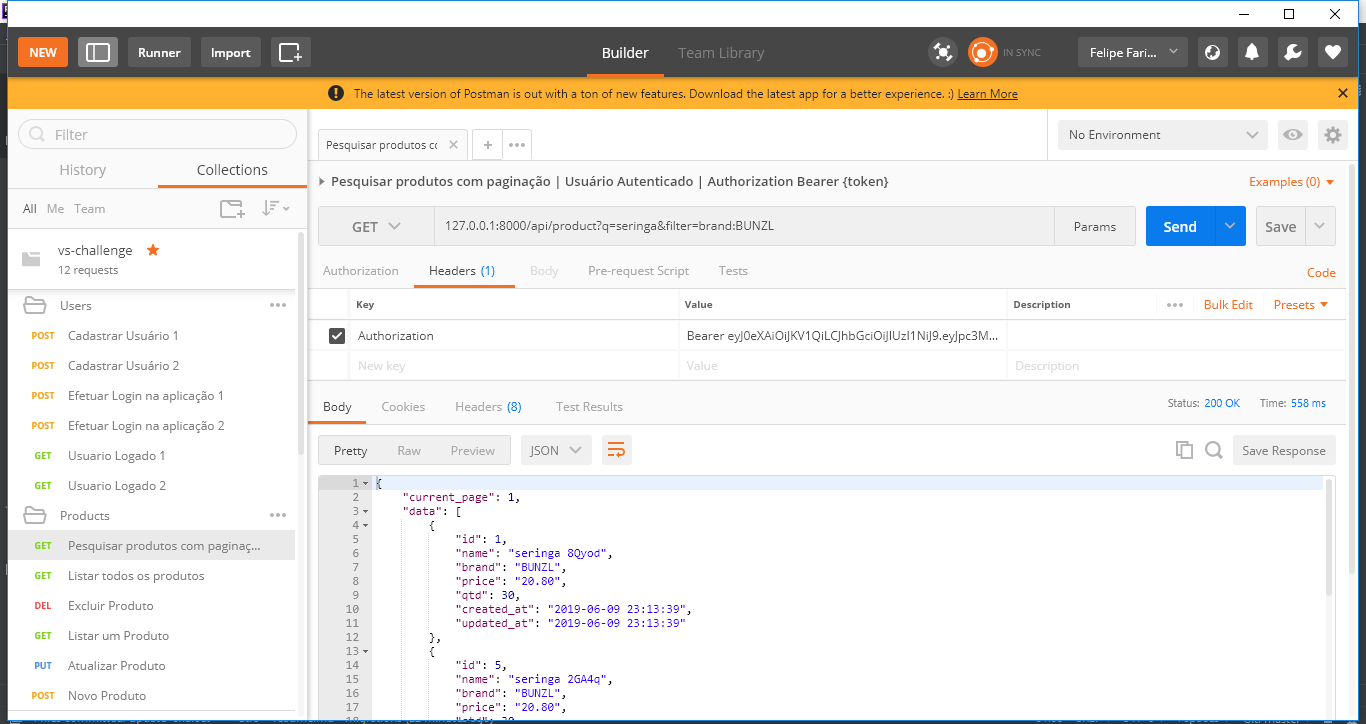 NEW
Runner
Import
Builder
Team Library
IN SYNC
Felipe Fari...
The latest version of Postman is out with a ton of new features. Download the latest app for a better experience. :) Learn More
Filter
History
Collections
All Me Team
vs-challenge
12 requests
Users
POST Cadastrar Usuário 1
POST Cadastrar Usuário 2
POST Efetuar Login na aplicação 1
POST Efetuar Login na aplicação 2
GET Usuario Logado 1
GET Usuario Logado 2
Products
GET Pesquisar produtos com paginaç...
GET Listar todos os produtos
DEL Excluir Produto
GET Listar um Produto
PUT Atualizar Produto
POST Novo Produto
Pesquisar produtos co
No Environment
Pesquisar produtos com paginação | Usuário Autenticado | Authorization Bearer {token}
Examples (0)
GET
127.0.0.1:8000/api/product?q=seringa&filter=brand:BUNZL
Params
Send
Save
Authorization
Headers (1)
Body
Pre-request Script
Tests
Code
Key
Value
Description
Bulk Edit
Presets
Authorization
Bearer eyJ0eXAiOiJKV1QiLCJhbGciOiJIUzI1NiJ9.eyJpc3M...
New key
Value
Description
Body
Cookies
Headers (8)
Test Results
Status: 200 OK
Time: 558 ms
Pretty
Raw
Preview
JSON
Save Response
1 {
2 "current_page": 1,
3 "data": [
4 {
5 "id": 1,
6 "name": "seringa 8Qyod",
7 "brand": "BUNZL",
8 "price": "20.80",
9 "qtd": 30,
10 "created_at": "2019-06-09 23:13:39",
11 "updated_at": "2019-06-09 23:13:39"
12 },
13 {
14 "id": 5,
15 "name": "seringa 2GA4q",
16 "brand": "BUNZL",
17 "price": "20.80",